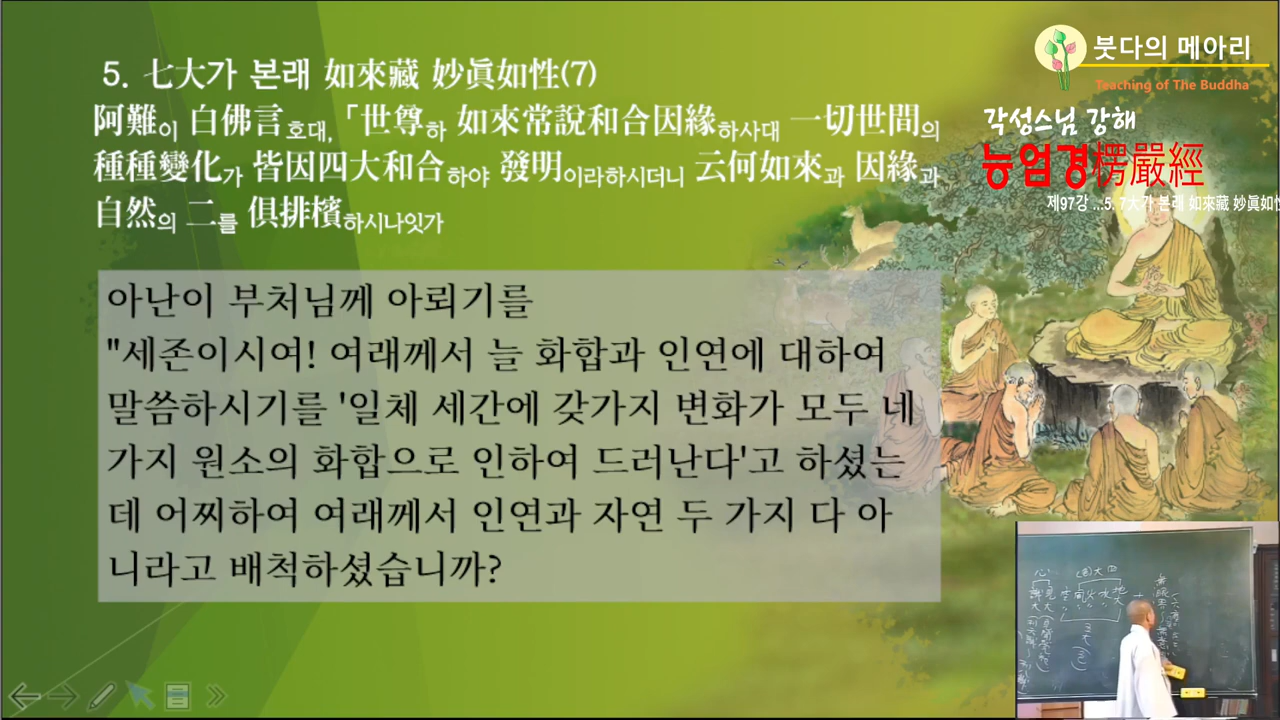 5. 七大가 본래 如來藏 妙眞如性(7)
阿難이 白佛言호대, 「世尊하 如來常說和合因緣하사대 一切世間의
種種變化가 皆因四大和合하야 發明이라하시더니 云何如來과 因緣과
自然의 二를 俱排檳하시나잇가
아난이 부처님께 아뢰기를
"세존이시여! 여래께서 늘 화합과 인연에 대하여
말씀하시기를 '일체 세간에 갖가지 변화가 모두 네
가지 원소의 화합으로 인하여 드러난다'고 하셨는
데 어찌하여 여래께서 인연과 자연 두 가지 다 아
니라고 배척하셨습니까?
붓다의 메아리
Teaching of The Buddha
각성스님 강해
능엄경楞嚴經
제97강 ...5. 7大가 본래 如來藏 妙眞如性